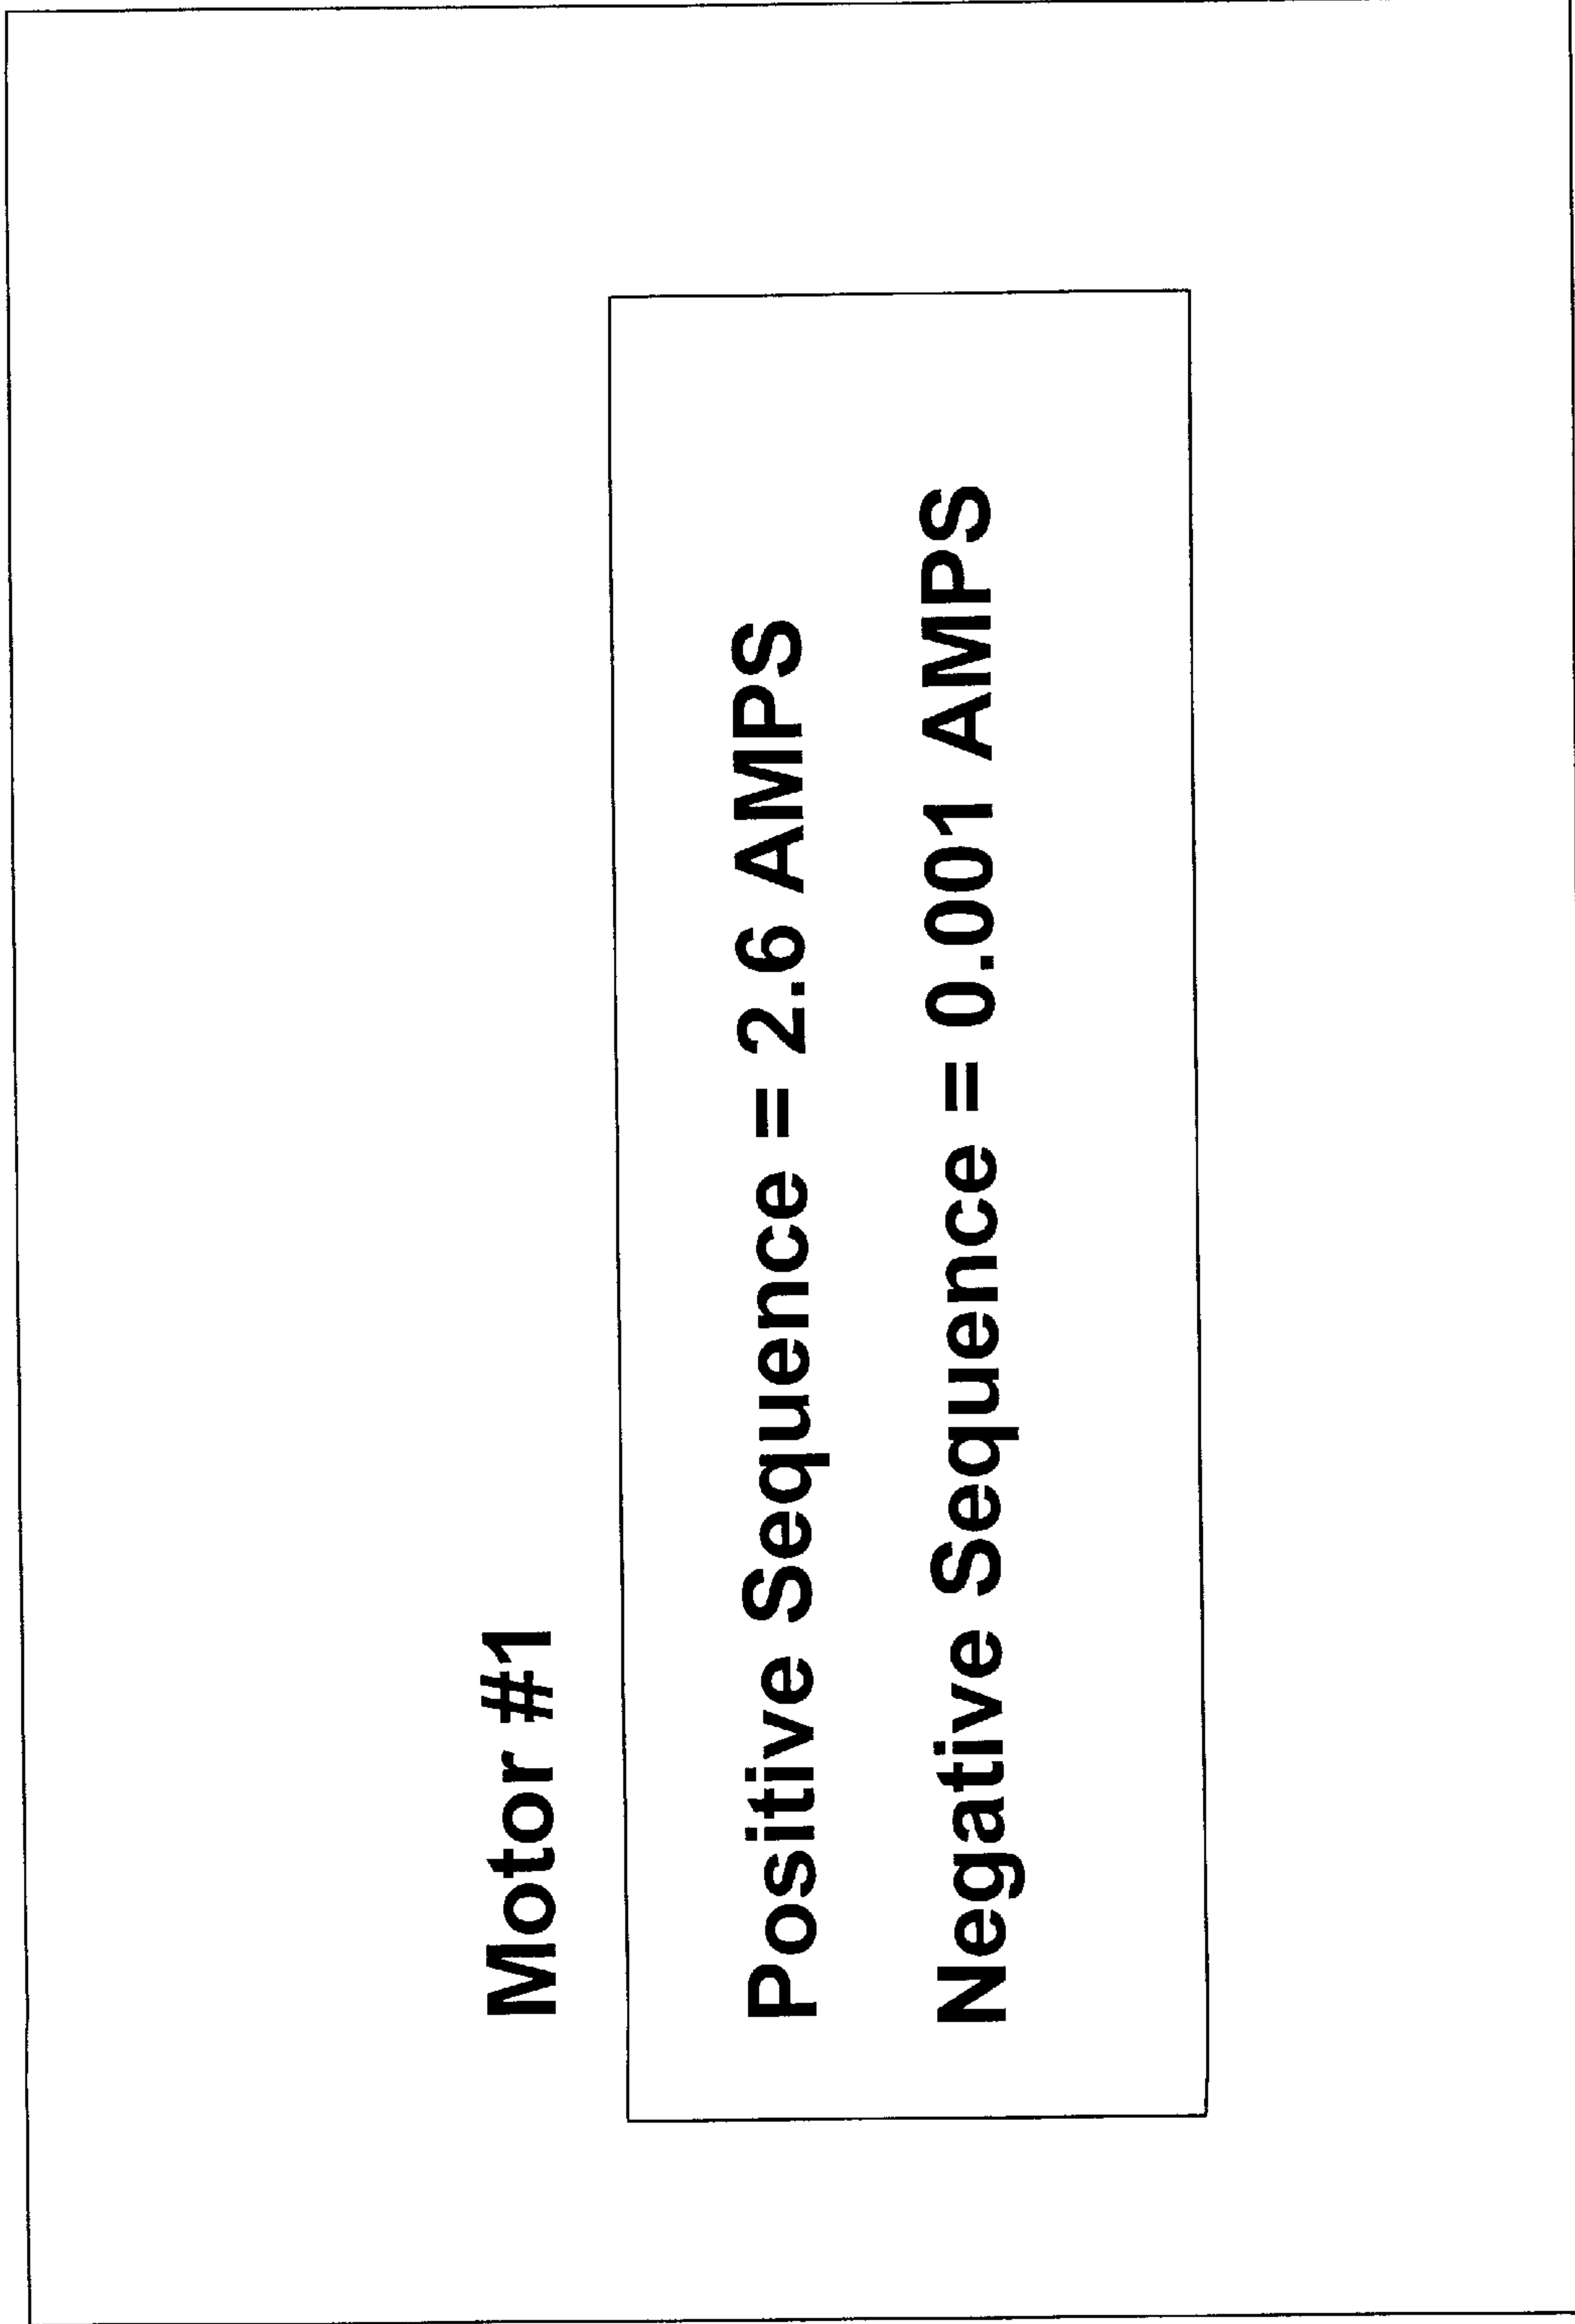 Motor #1
Positive Sequence = 2.6 AMPS
Negative Sequence = 0.001 AMPS